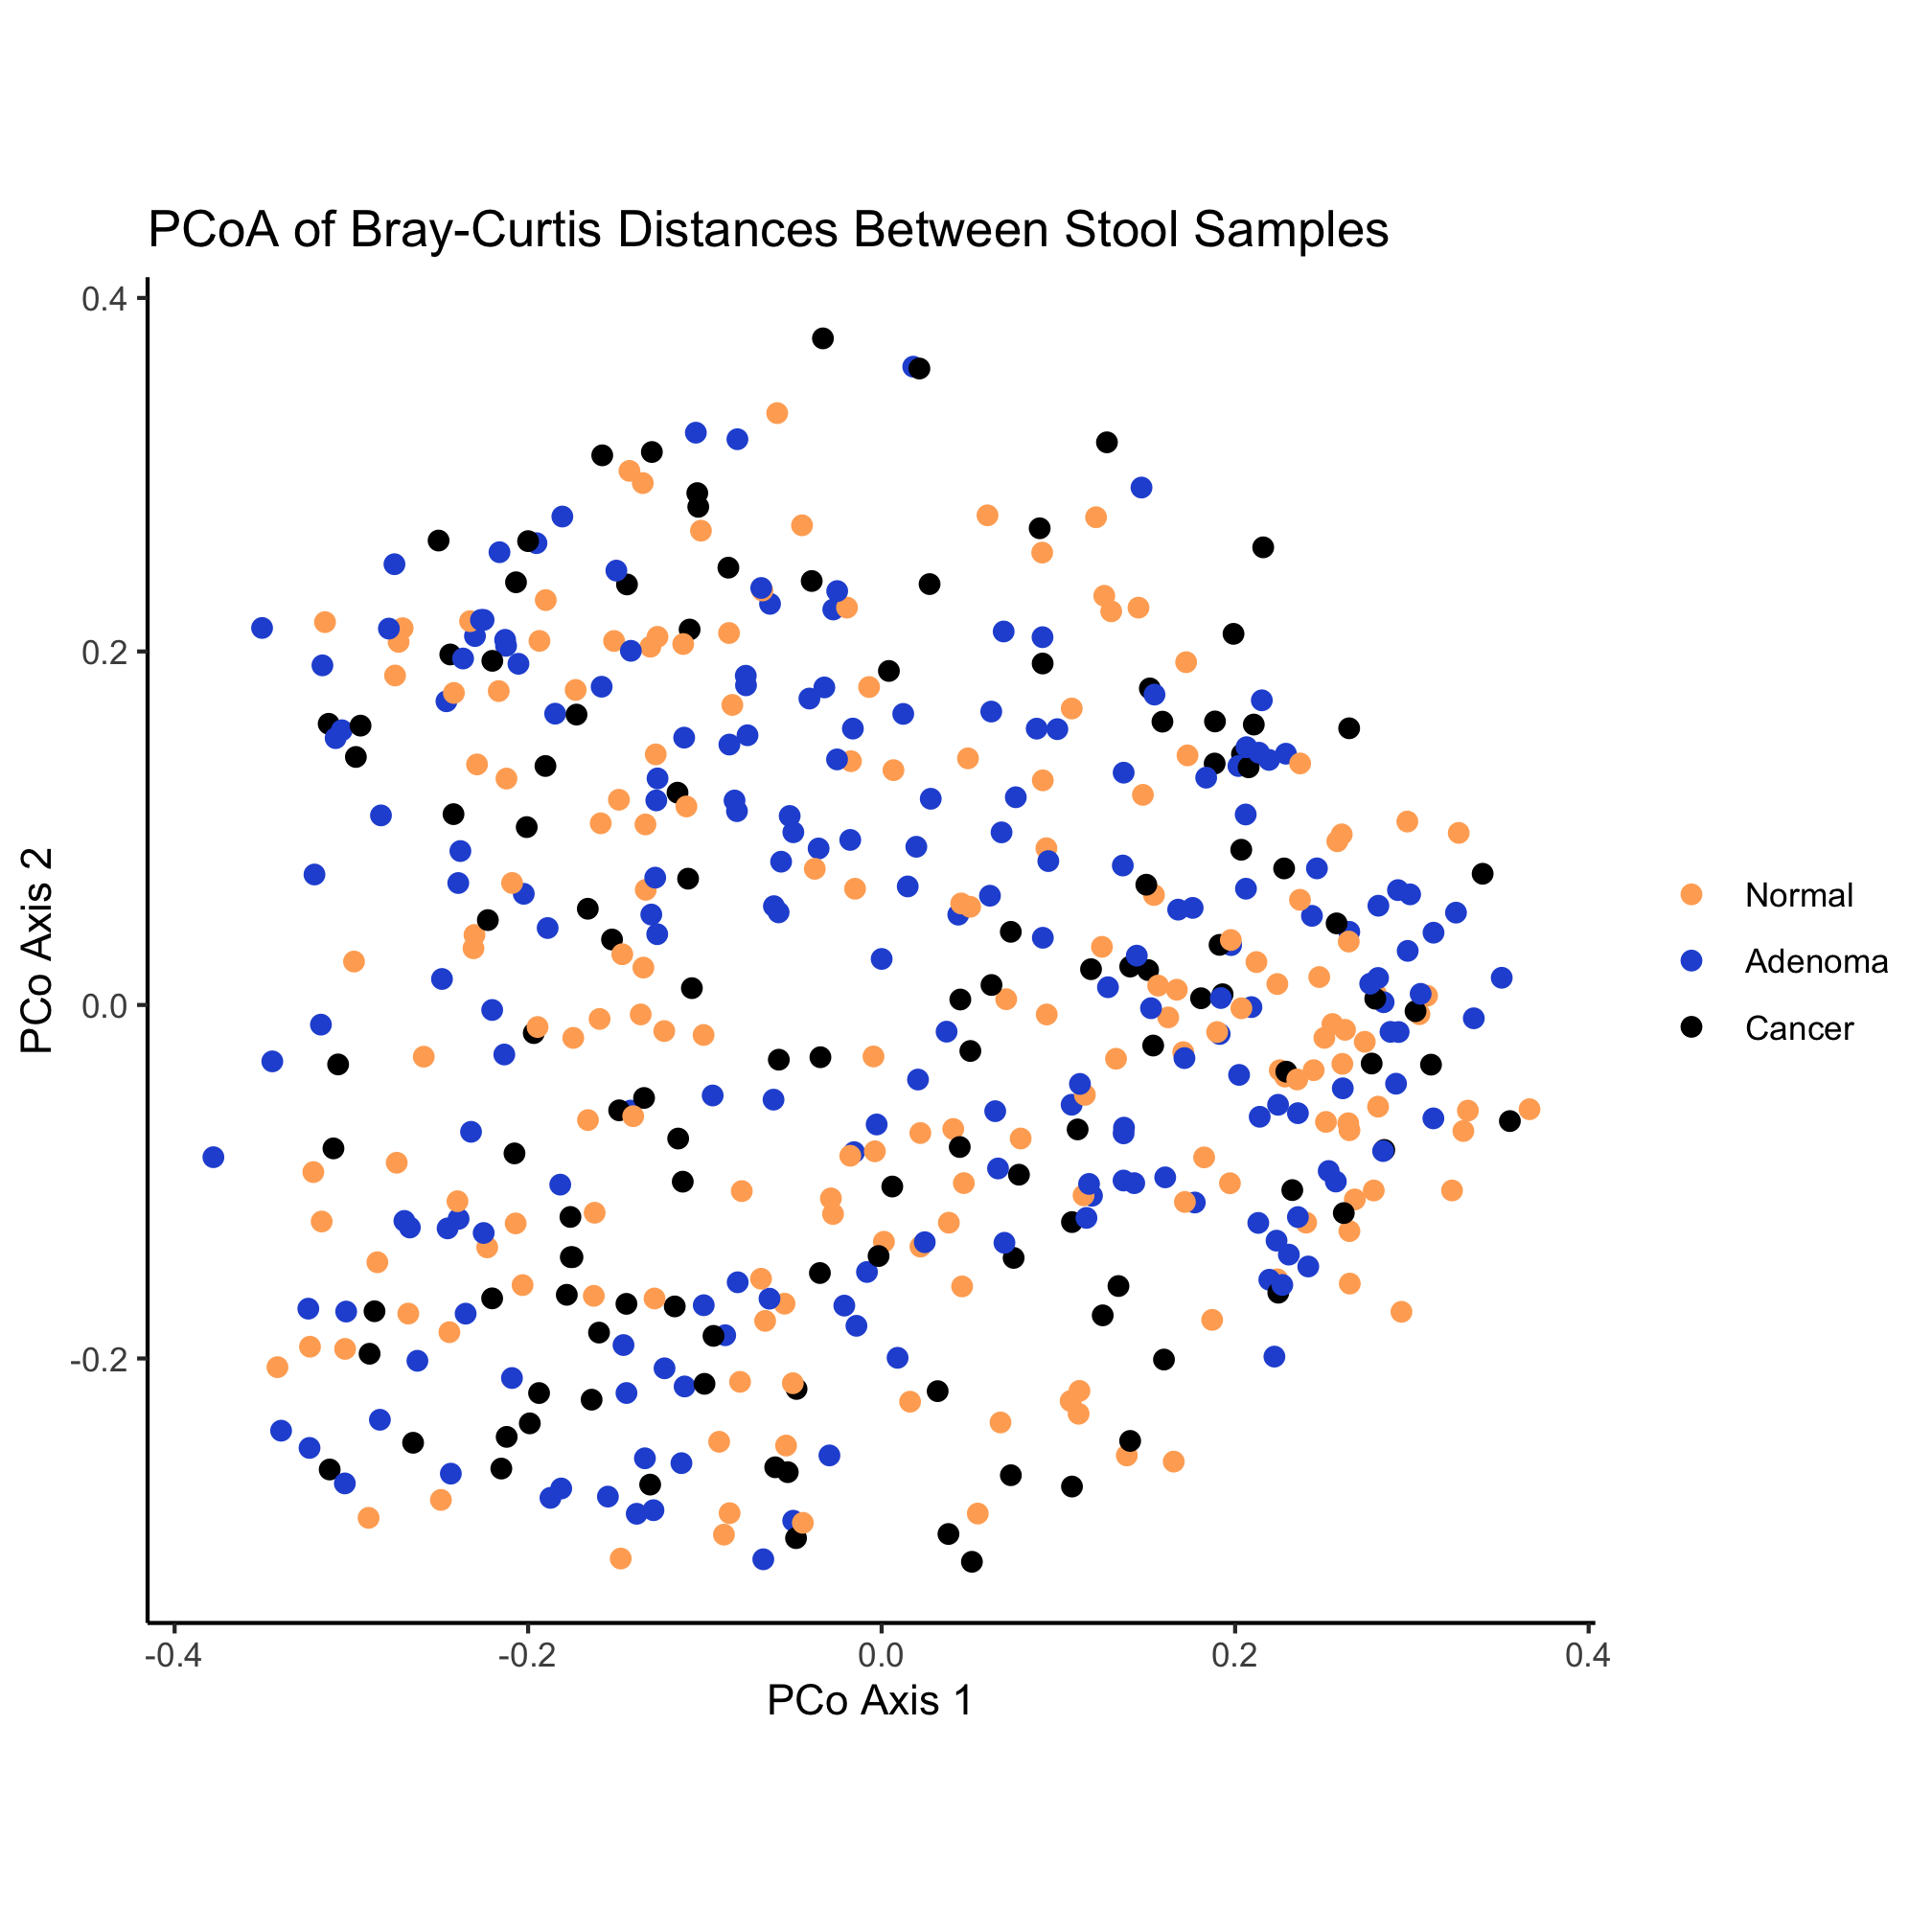 PCoA of Bray-Curtis Distances Between Stool Samples
0.4
0.2
0.0
-0.2
PCo Axis 2
-0.4 -0.2 0.0 0.2 0.4
PCo Axis 1
Normal
Adenoma
Cancer